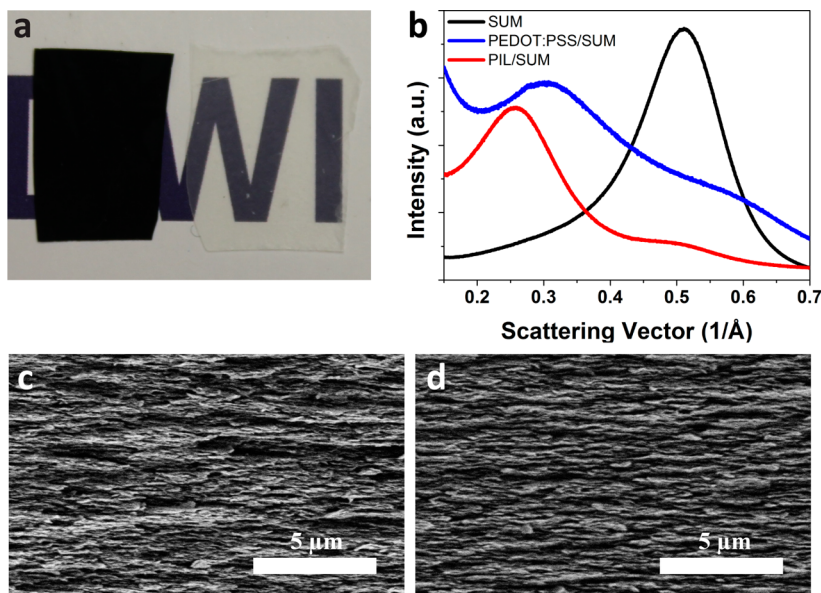 a
WI
b
SUM
PEDOT:PSS/SUM
PIL/SUM
Intensity (a.u.)
0.2 0.3 0.4 0.5 0.6 0.7
Scattering Vector (1/Å)
c
5 μm
d
5 μm